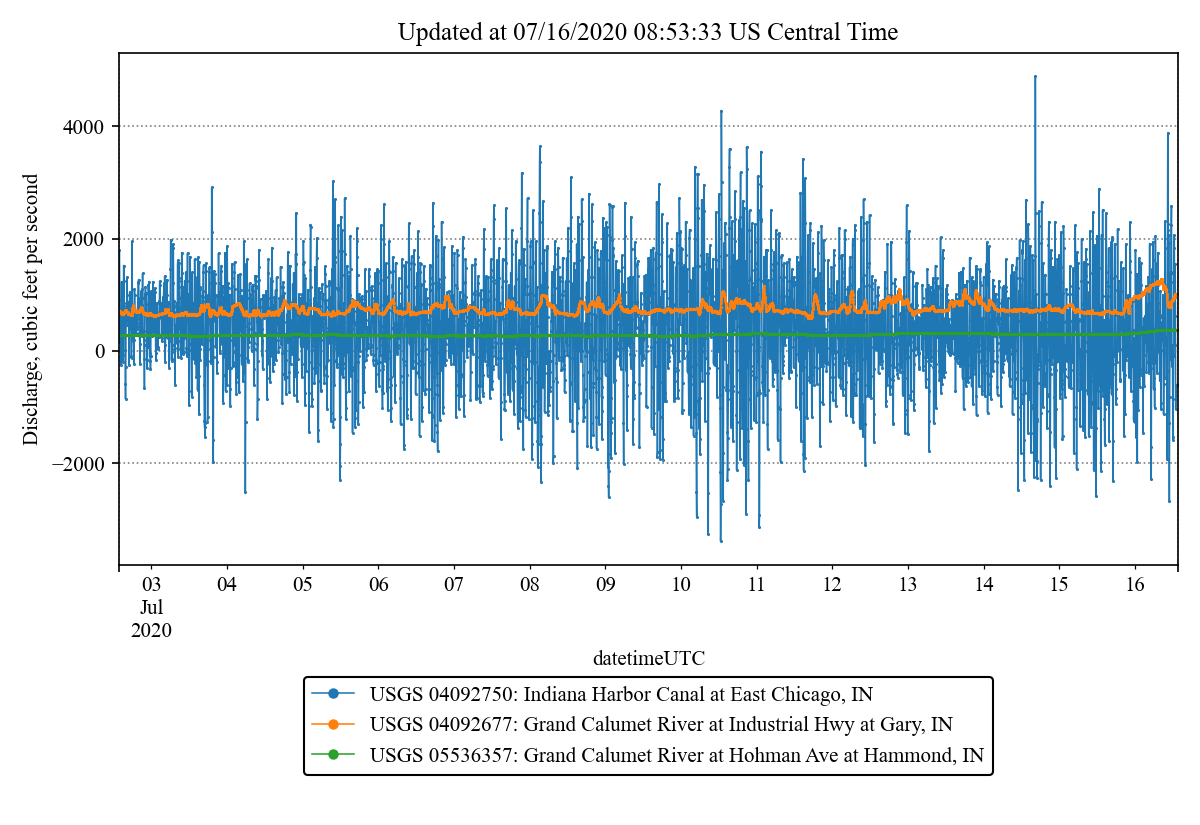 Updated at 07/16/2020 08:53:33 US Central Time
Discharge, cubic feet per second
4000
2000
0
−2000
03 04 05 06 07 08 09 10 11 12 13 14 15 16
Jul
2020
datetimeUTC
USGS 04092750: Indiana Harbor Canal at East Chicago, IN
USGS 04092677: Grand Calumet River at Industrial Hwy at Gary, IN
USGS 05536357: Grand Calumet River at Hohman Ave at Hammond, IN